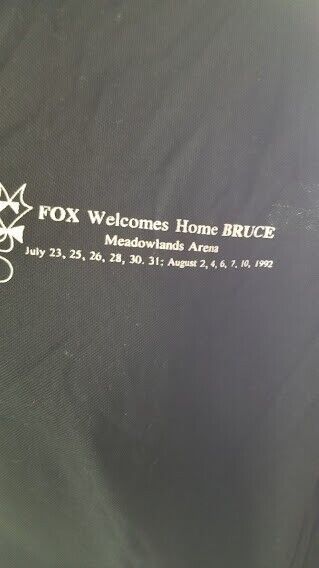 FOX Welcomes Home BRUCE
Meadowlands Arena
July 23, 25, 26, 28, 30. 31; August 2, 4, 6, 7, 10, 1992